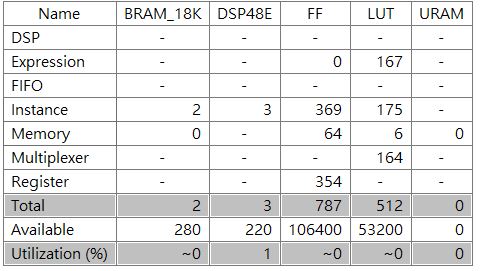 Name BRAM_18K DSP48E FF LUT URAM
DSP - - - - -
Expression - - 0 167 -
FIFO - - - - -
Instance 2 3 369 175 -
Memory 0 - 64 6 0
Multiplexer - - - 164 -
Register - - 354 - -
Total 2 3 787 512 0
Available 280 220 106400 53200 0
Utilization (%) ~0 1 ~0 ~0 0